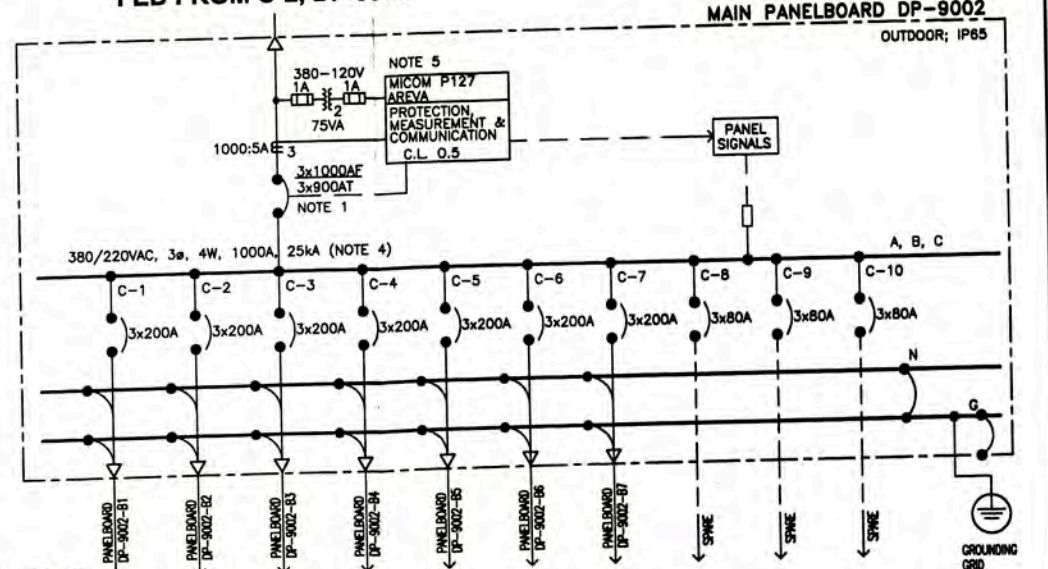 MAIN PANELBOARD DP-9002
OUTDOOR; IP65
NOTE 5
380-120V
1A
1A
2
75VA
MICOM P127
AREVA
PROTECTION,
MEASUREMENT &
COMMUNICATION
C.L. 0.5
PANEL
SIGNALS
1000:5A
3
3x1000AF
3x900AT
NOTE 1
380/220VAC, 3ø, 4W, 1000A, 25kA (NOTE 4)
A, B, C
C-1
C-2
C-3
C-4
C-5
C-6
C-7
C-8
C-9
C-10
3x200A
3x200A
3x200A
3x200A
3x200A
3x200A
3x200A
3x80A
3x80A
3x80A
N
G
PANELBOARD
DP-9002-B1
PANELBOARD
DP-9002-B2
PANELBOARD
DP-9002-B3
PANELBOARD
DP-9002-B4
PANELBOARD
DP-9002-B5
PANELBOARD
DP-9002-B6
PANELBOARD
DP-9002-B7
SPARE
SPARE
SPARE
GROUNDING
GRID